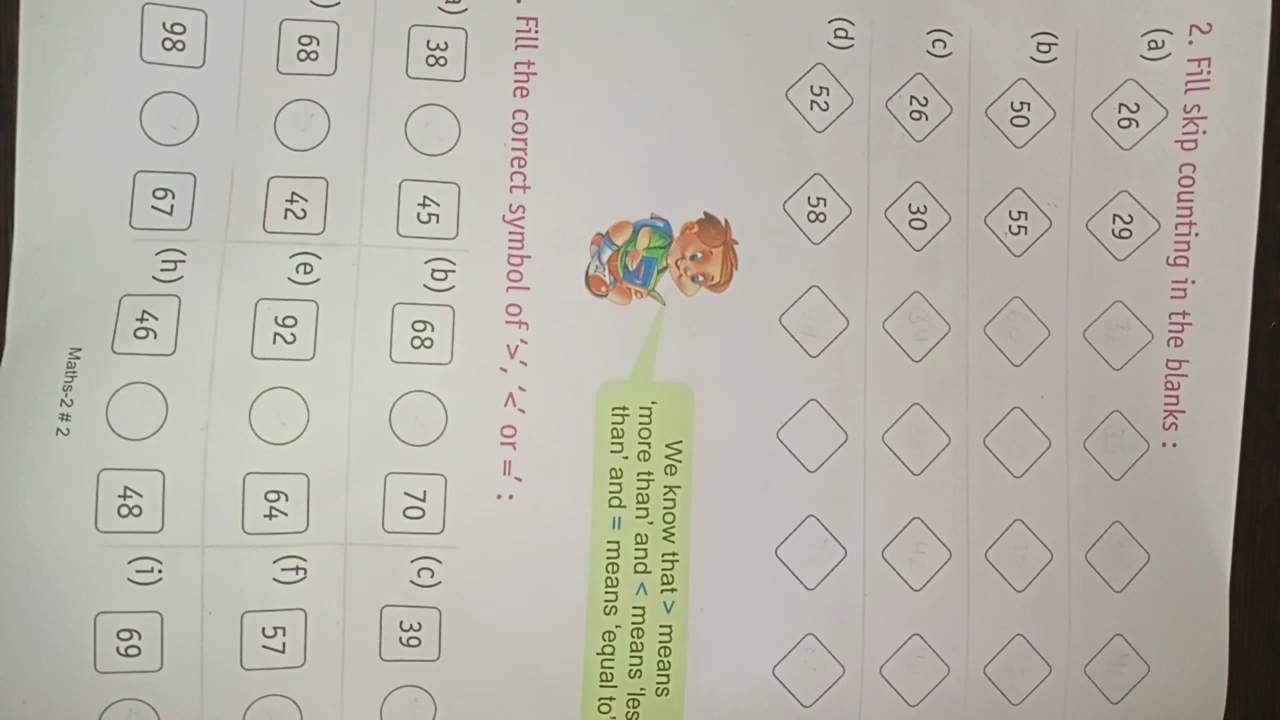 2. Fill skip counting in the blanks :
(a) 26 29
(b) 50 55
(c) 26 30
(d) 52 58
We know that > means
'more than' and < means 'les
than' and = means 'equal to'
. Fill the correct symbol of '>', '<' or =' :
a) 38 45 (b) 68 70 (c) 39
) 68 42 (e) 92 64 (f) 57
98 67 (h) 46 48 (i) 69
Maths-2 # 2